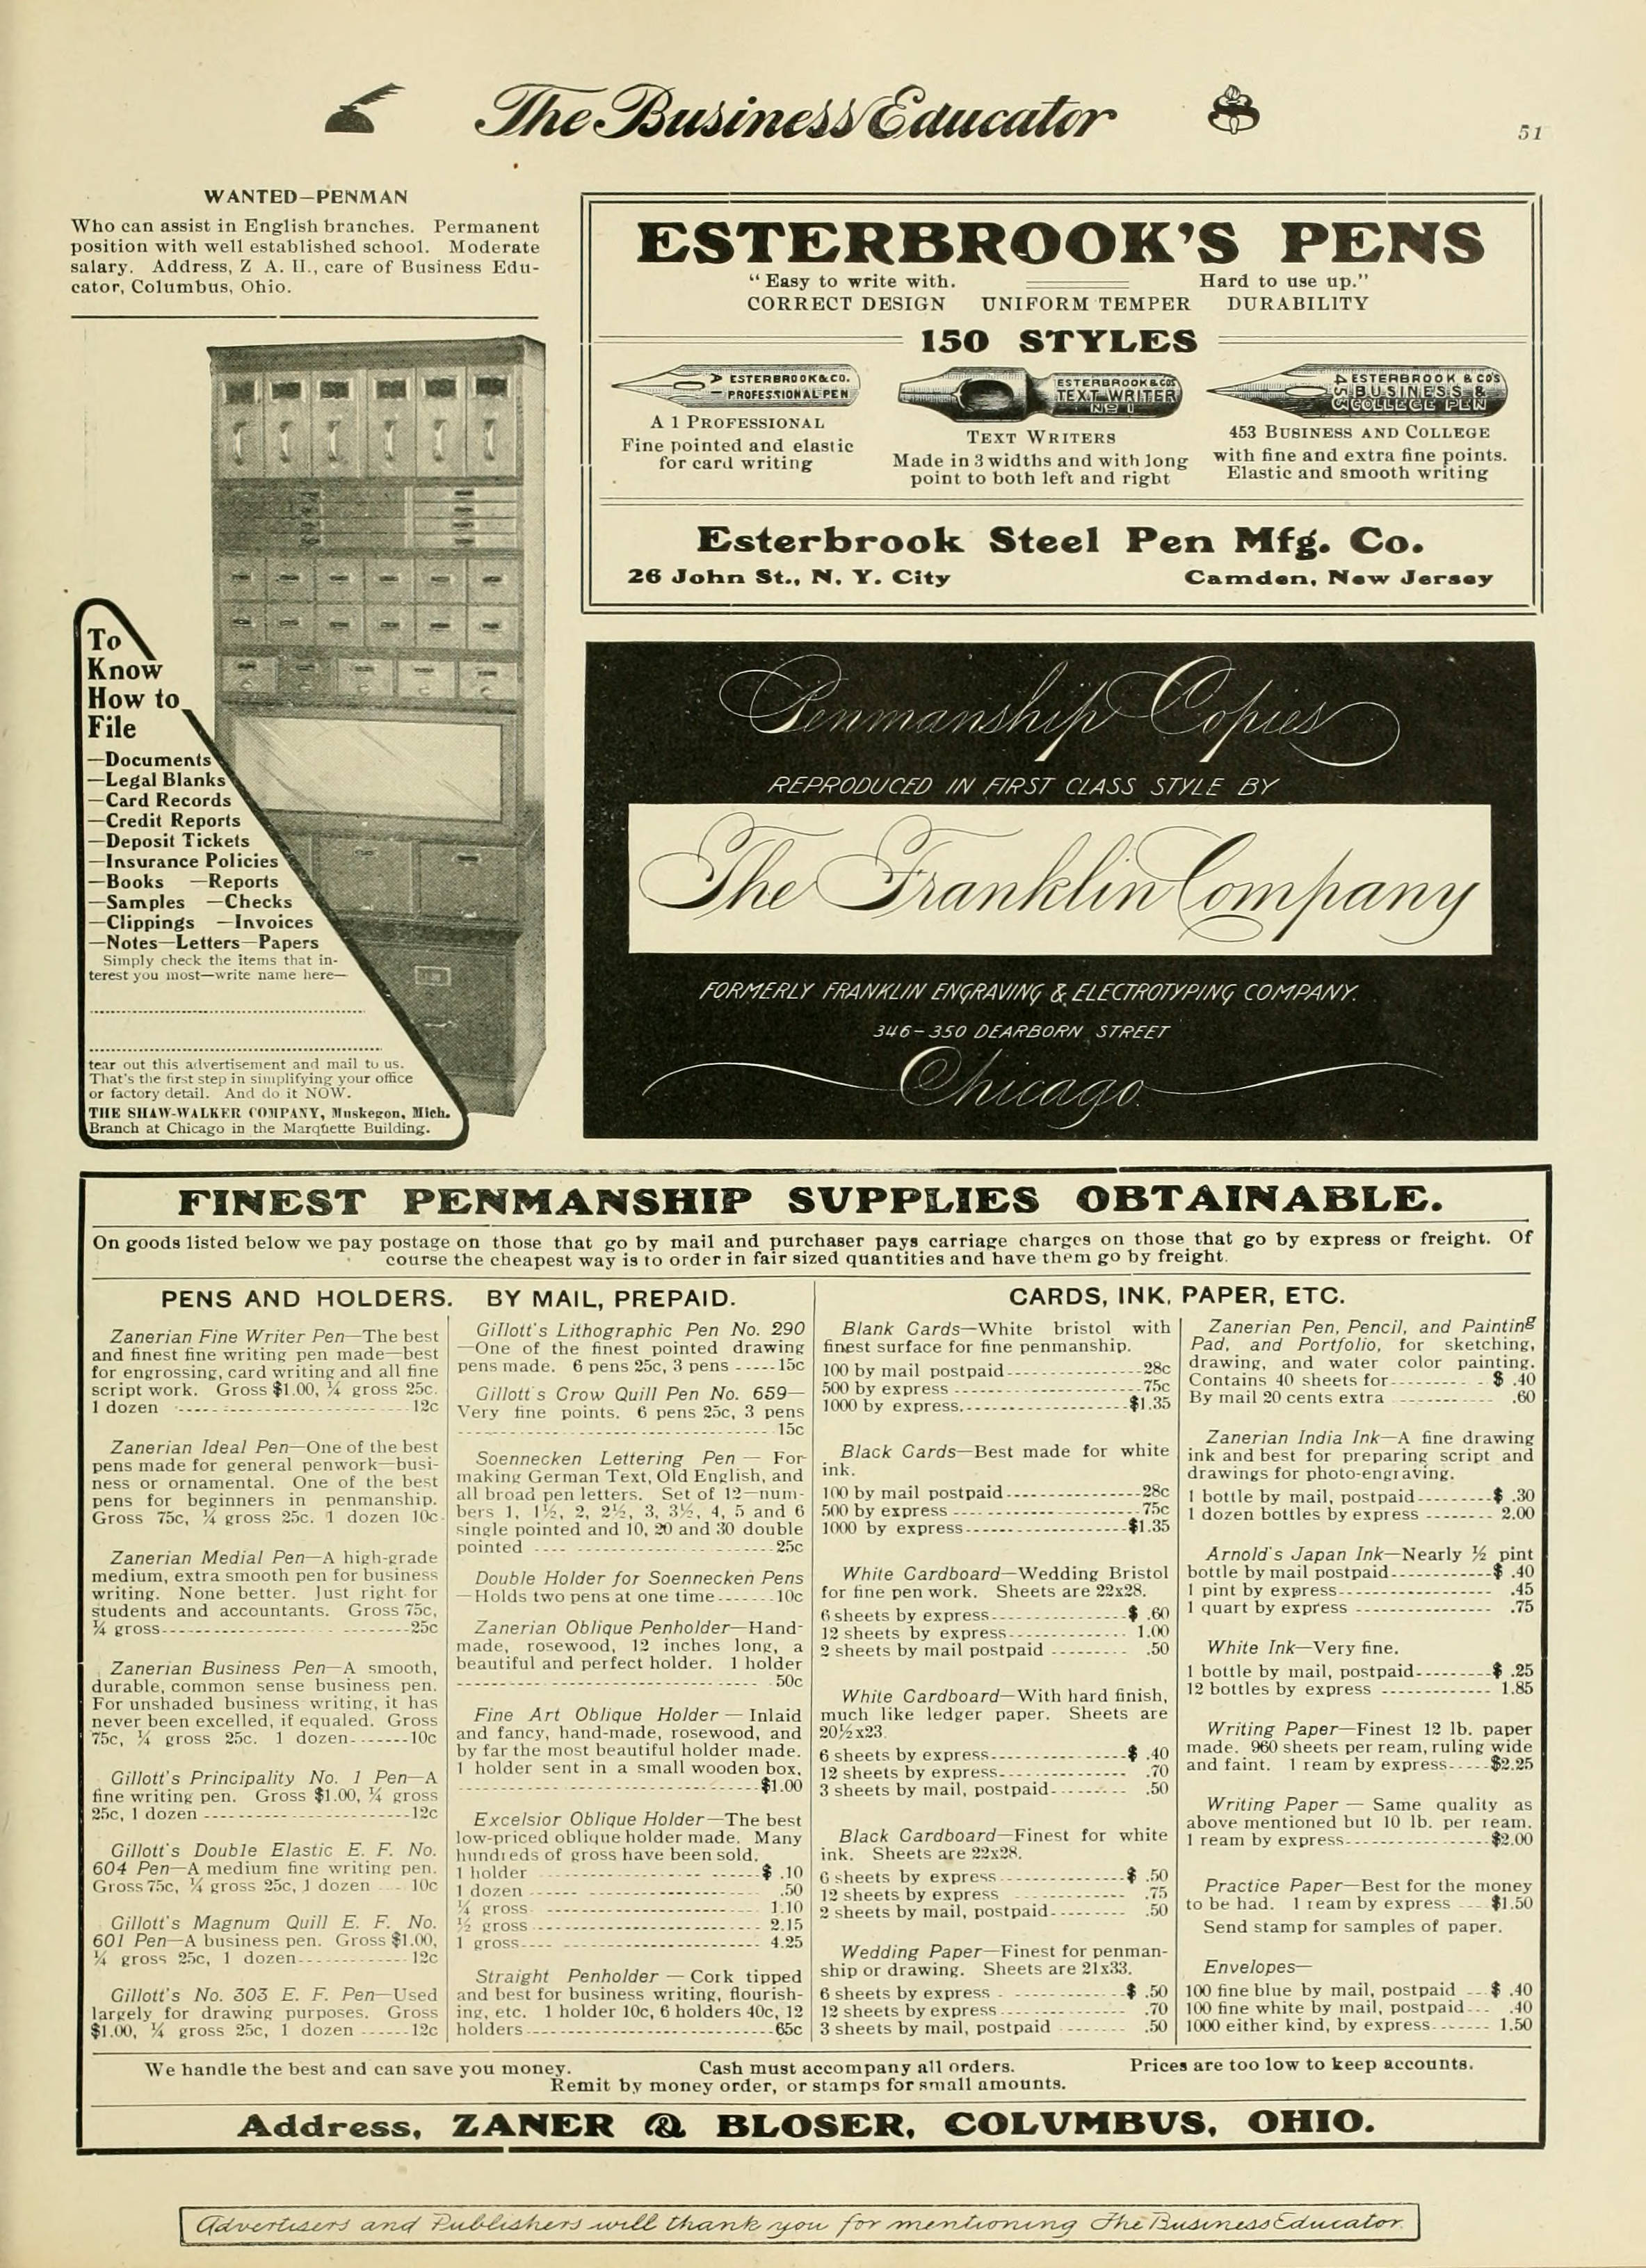 The Business Educator
51
WANTED—PENMAN
Who can assist in English branches. Permanent
position with well established school. Moderate
salary. Address, Z A. H., care of Business Edu-
cator, Columbus, Ohio.
To
Know
How to
File
—Documents
—Legal Blanks
—Card Records
—Credit Reports
—Deposit Tickets
—Insurance Policies
—Books —Reports
—Samples —Checks
—Clippings —Invoices
—Notes—Letters—Papers
Simply check the items that in-
terest you most—write name here—
tear out this advertisement and mail to us.
That's the first step in simplifying your office
or factory detail. And do it NOW.
THE SHAW-WALKER COMPANY, Muskegon, Mich.
Branch at Chicago in the Marquette Building.
ESTERBROOK'S PENS
"Easy to write with. Hard to use up."
CORRECT DESIGN UNIFORM TEMPER DURABILITY
150 STYLES
ESTERBROOK & CO.
PROFESSIONAL PEN
A 1 PROFESSIONAL
Fine pointed and elastic
for card writing
ESTERBROOK & CO'S
TEXT WRITER
No 1
TEXT WRITERS
Made in 3 widths and with long
point to both left and right
ESTERBROOK & CO'S
BUSINESS &
COLLEGE PEN
453
453 BUSINESS AND COLLEGE
with fine and extra fine points.
Elastic and smooth writing
Esterbrook Steel Pen Mfg. Co.
26 John St., N. Y. City Camden, New Jersey
Penmanship Copies
REPRODUCED IN FIRST CLASS STYLE BY
The Franklin Company
FORMERLY FRANKLIN ENGRAVING & ELECTROTYPING COMPANY.
346-350 DEARBORN STREET
Chicago
FINEST PENMANSHIP SUPPLIES OBTAINABLE.
On goods listed below we pay postage on those that go by mail and purchaser pays carriage charges on those that go by express or freight. Of
course the cheapest way is to order in fair sized quantities and have them go by freight.
PENS AND HOLDERS. BY MAIL, PREPAID.
Zanerian Fine Writer Pen—The best
and finest fine writing pen made—best
for engrossing, card writing and all fine
script work. Gross $1.00, ¼ gross 25c.
1 dozen 12c
Zanerian Ideal Pen—One of the best
pens made for general penwork—busi-
ness or ornamental. One of the best
pens for beginners in penmanship.
Gross 75c, ¼ gross 25c. 1 dozen 10c
Zanerian Medial Pen—A high-grade
medium, extra smooth pen for business
writing. None better. Just right for
students and accountants. Gross 75c,
¼ gross 25c
Zanerian Business Pen—A smooth,
durable, common sense business pen.
For unshaded business writing, it has
never been excelled, if equaled. Gross
75c, ¼ gross 25c. 1 dozen 10c
Gillott's Principality No. 1 Pen—A
fine writing pen. Gross $1.00, ¼ gross
25c, 1 dozen 12c
Gillott's Double Elastic E. F. No.
604 Pen—A medium fine writing pen.
Gross 75c, ¼ gross 25c, 1 dozen 10c
Gillott's Magnum Quill E. F. No.
601 Pen—A business pen. Gross $1.00,
¼ gross 25c, 1 dozen 12c
Gillott's No. 303 E. F. Pen—Used
largely for drawing purposes. Gross
$1.00, ¼ gross 25c, 1 dozen 12c
Gillott's Lithographic Pen No. 290
—One of the finest pointed drawing
pens made. 6 pens 25c, 3 pens 15c
Gillott's Crow Quill Pen No. 659—
Very fine points. 6 pens 25c, 3 pens
15c
Soennecken Lettering Pen — For
making German Text, Old English, and
all broad pen letters. Set of 12—num-
bers 1, 1½, 2, 2½, 3, 3½, 4, 5 and 6
single pointed and 10, 20 and 30 double
pointed 25c
Double Holder for Soennecken Pens
—Holds two pens at one time 10c
Zanerian Oblique Penholder—Hand-
made, rosewood, 12 inches long, a
beautiful and perfect holder. 1 holder
50c
Fine Art Oblique Holder — Inlaid
and fancy, hand-made, rosewood, and
by far the most beautiful holder made.
1 holder sent in a small wooden box,
$1.00
Excelsior Oblique Holder—The best
low-priced oblique holder made. Many
hundreds of gross have been sold.
1 holder $ .10
1 dozen .50
¼ gross 1.10
½ gross 2.15
1 gross 4.25
Straight Penholder — Cork tipped
and best for business writing, flourish-
ing, etc. 1 holder 10c, 6 holders 40c, 12
holders 65c
CARDS, INK, PAPER, ETC.
Blank Cards—White bristol with
finest surface for fine penmanship.
100 by mail postpaid 28c
500 by express 75c
1000 by express. $1.35
Black Cards—Best made for white
ink.
100 by mail postpaid 28c
500 by express 75c
1000 by express $1.35
White Cardboard—Wedding Bristol
for fine pen work. Sheets are 22x28.
6 sheets by express $ .60
12 sheets by express 1.00
2 sheets by mail postpaid .50
White Cardboard—With hard finish,
much like ledger paper. Sheets are
20½x23.
6 sheets by express $ .40
12 sheets by express .70
3 sheets by mail, postpaid .50
Black Cardboard—Finest for white
ink. Sheets are 22x28.
6 sheets by express $ .50
12 sheets by express .75
2 sheets by mail, postpaid .50
Wedding Paper—Finest for penman-
ship or drawing. Sheets are 21x33.
6 sheets by express $ .50
12 sheets by express .70
3 sheets by mail, postpaid .50
Zanerian Pen, Pencil, and Painting
Pad, and Portfolio, for sketching,
drawing, and water color painting.
Contains 40 sheets for $ .40
By mail 20 cents extra .60
Zanerian India Ink—A fine drawing
ink and best for preparing script and
drawings for photo-engraving.
1 bottle by mail, postpaid $ .30
1 dozen bottles by express 2.00
Arnold's Japan Ink—Nearly ½ pint
bottle by mail postpaid $ .40
1 pint by express .45
1 quart by express .75
White Ink—Very fine.
1 bottle by mail, postpaid $ .25
12 bottles by express 1.85
Writing Paper—Finest 12 lb. paper
made. 960 sheets per ream, ruling wide
and faint. 1 ream by express $2.25
Writing Paper — Same quality as
above mentioned but 10 lb. per ream.
1 ream by express $2.00
Practice Paper—Best for the money
to be had. 1 ream by express $1.50
Send stamp for samples of paper.
Envelopes—
100 fine blue by mail, postpaid $ .40
100 fine white by mail, postpaid .40
1000 either kind, by express 1.50
We handle the best and can save you money. Cash must accompany all orders. Prices are too low to keep accounts.
Remit by money order, or stamps for small amounts.
Address, ZANER & BLOSER, COLUMBUS, OHIO.
Advertisers and Publishers will thank you for mentioning The Business Educator.